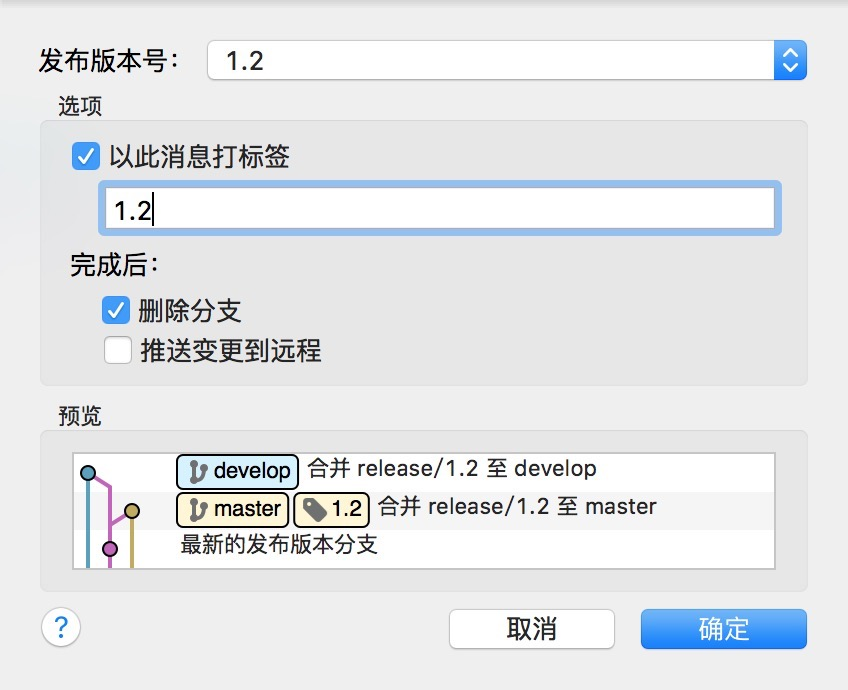 发布版本号： 1.2
选项
以此消息打标签
1.2
完成后：
删除分支
推送变更到远程
预览
develop 合并 release/1.2 至 develop
master 1.2 合并 release/1.2 至 master
最新的发布版本分支
? 取消 确定